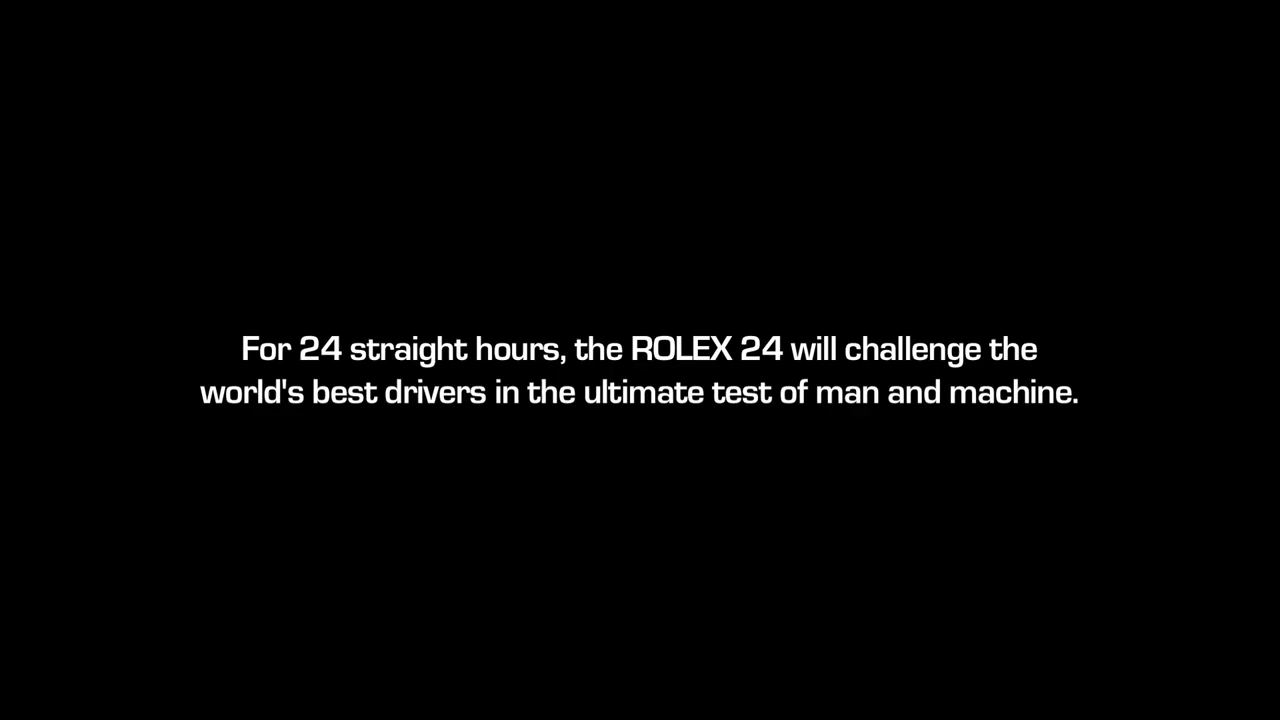 For 24 straight hours, the ROLEX 24 will challenge the
world's best drivers in the ultimate test of man and machine.